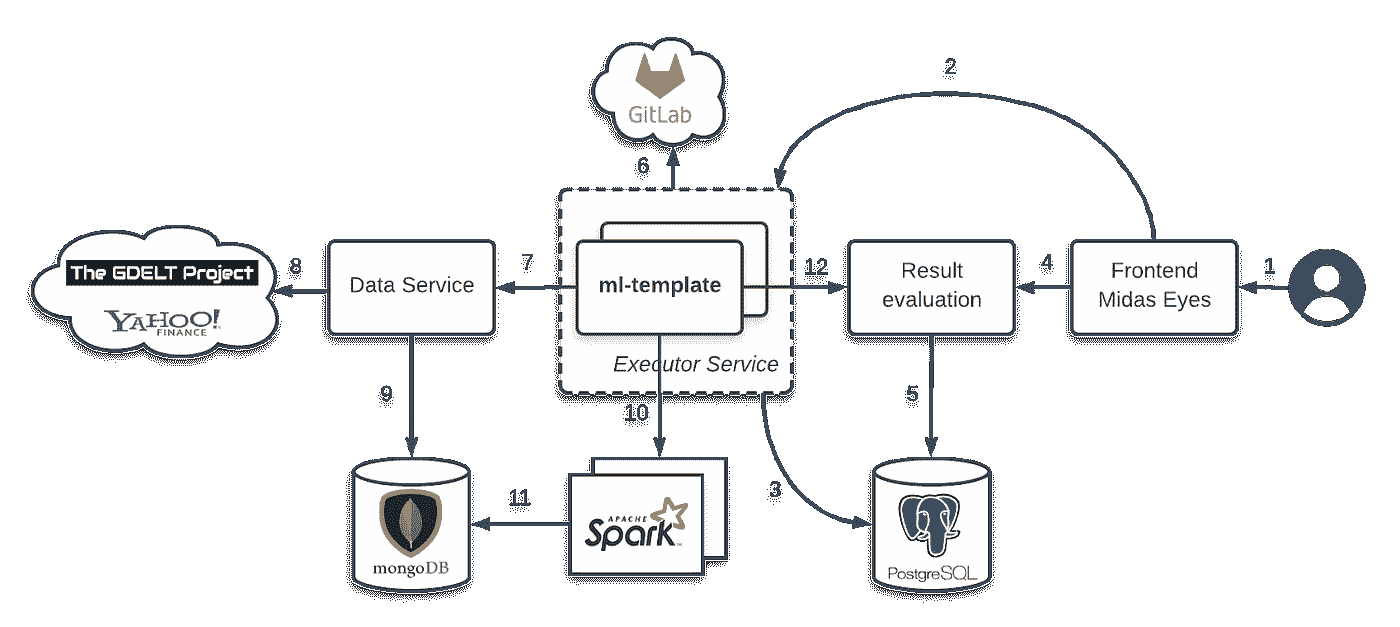 GitLab
2
6
The GDELT Project
YAHOO!
FINANCE
8
Data Service
7
ml-template
Executor Service
12
Result
evaluation
4
Frontend
Midas Eyes
1
9
10
5
3
11
mongoDB
APACHE
Spark
PostgreSQL